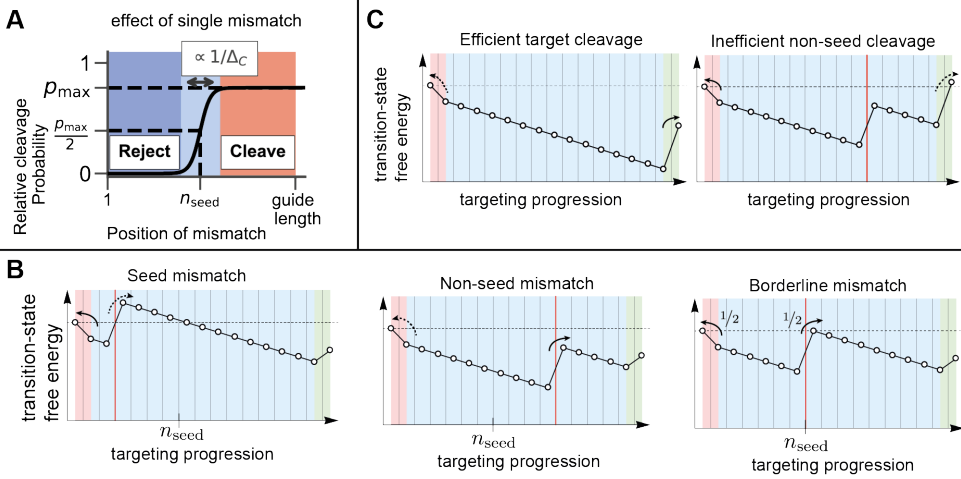 A
effect of single mismatch
∝ 1/Δ_C
1
p_max
p_max/2
0
Reject
Cleave
Relative cleavage
Probability
1
n_seed
guide
length
Position of mismatch
C
Efficient target cleavage
transition-state
free energy
targeting progression
Inefficient non-seed cleavage
targeting progression
B
Seed mismatch
transition-state
free energy
n_seed
targeting progression
Non-seed mismatch
n_seed
targeting progression
Borderline mismatch
1/2
1/2
n_seed
targeting progression